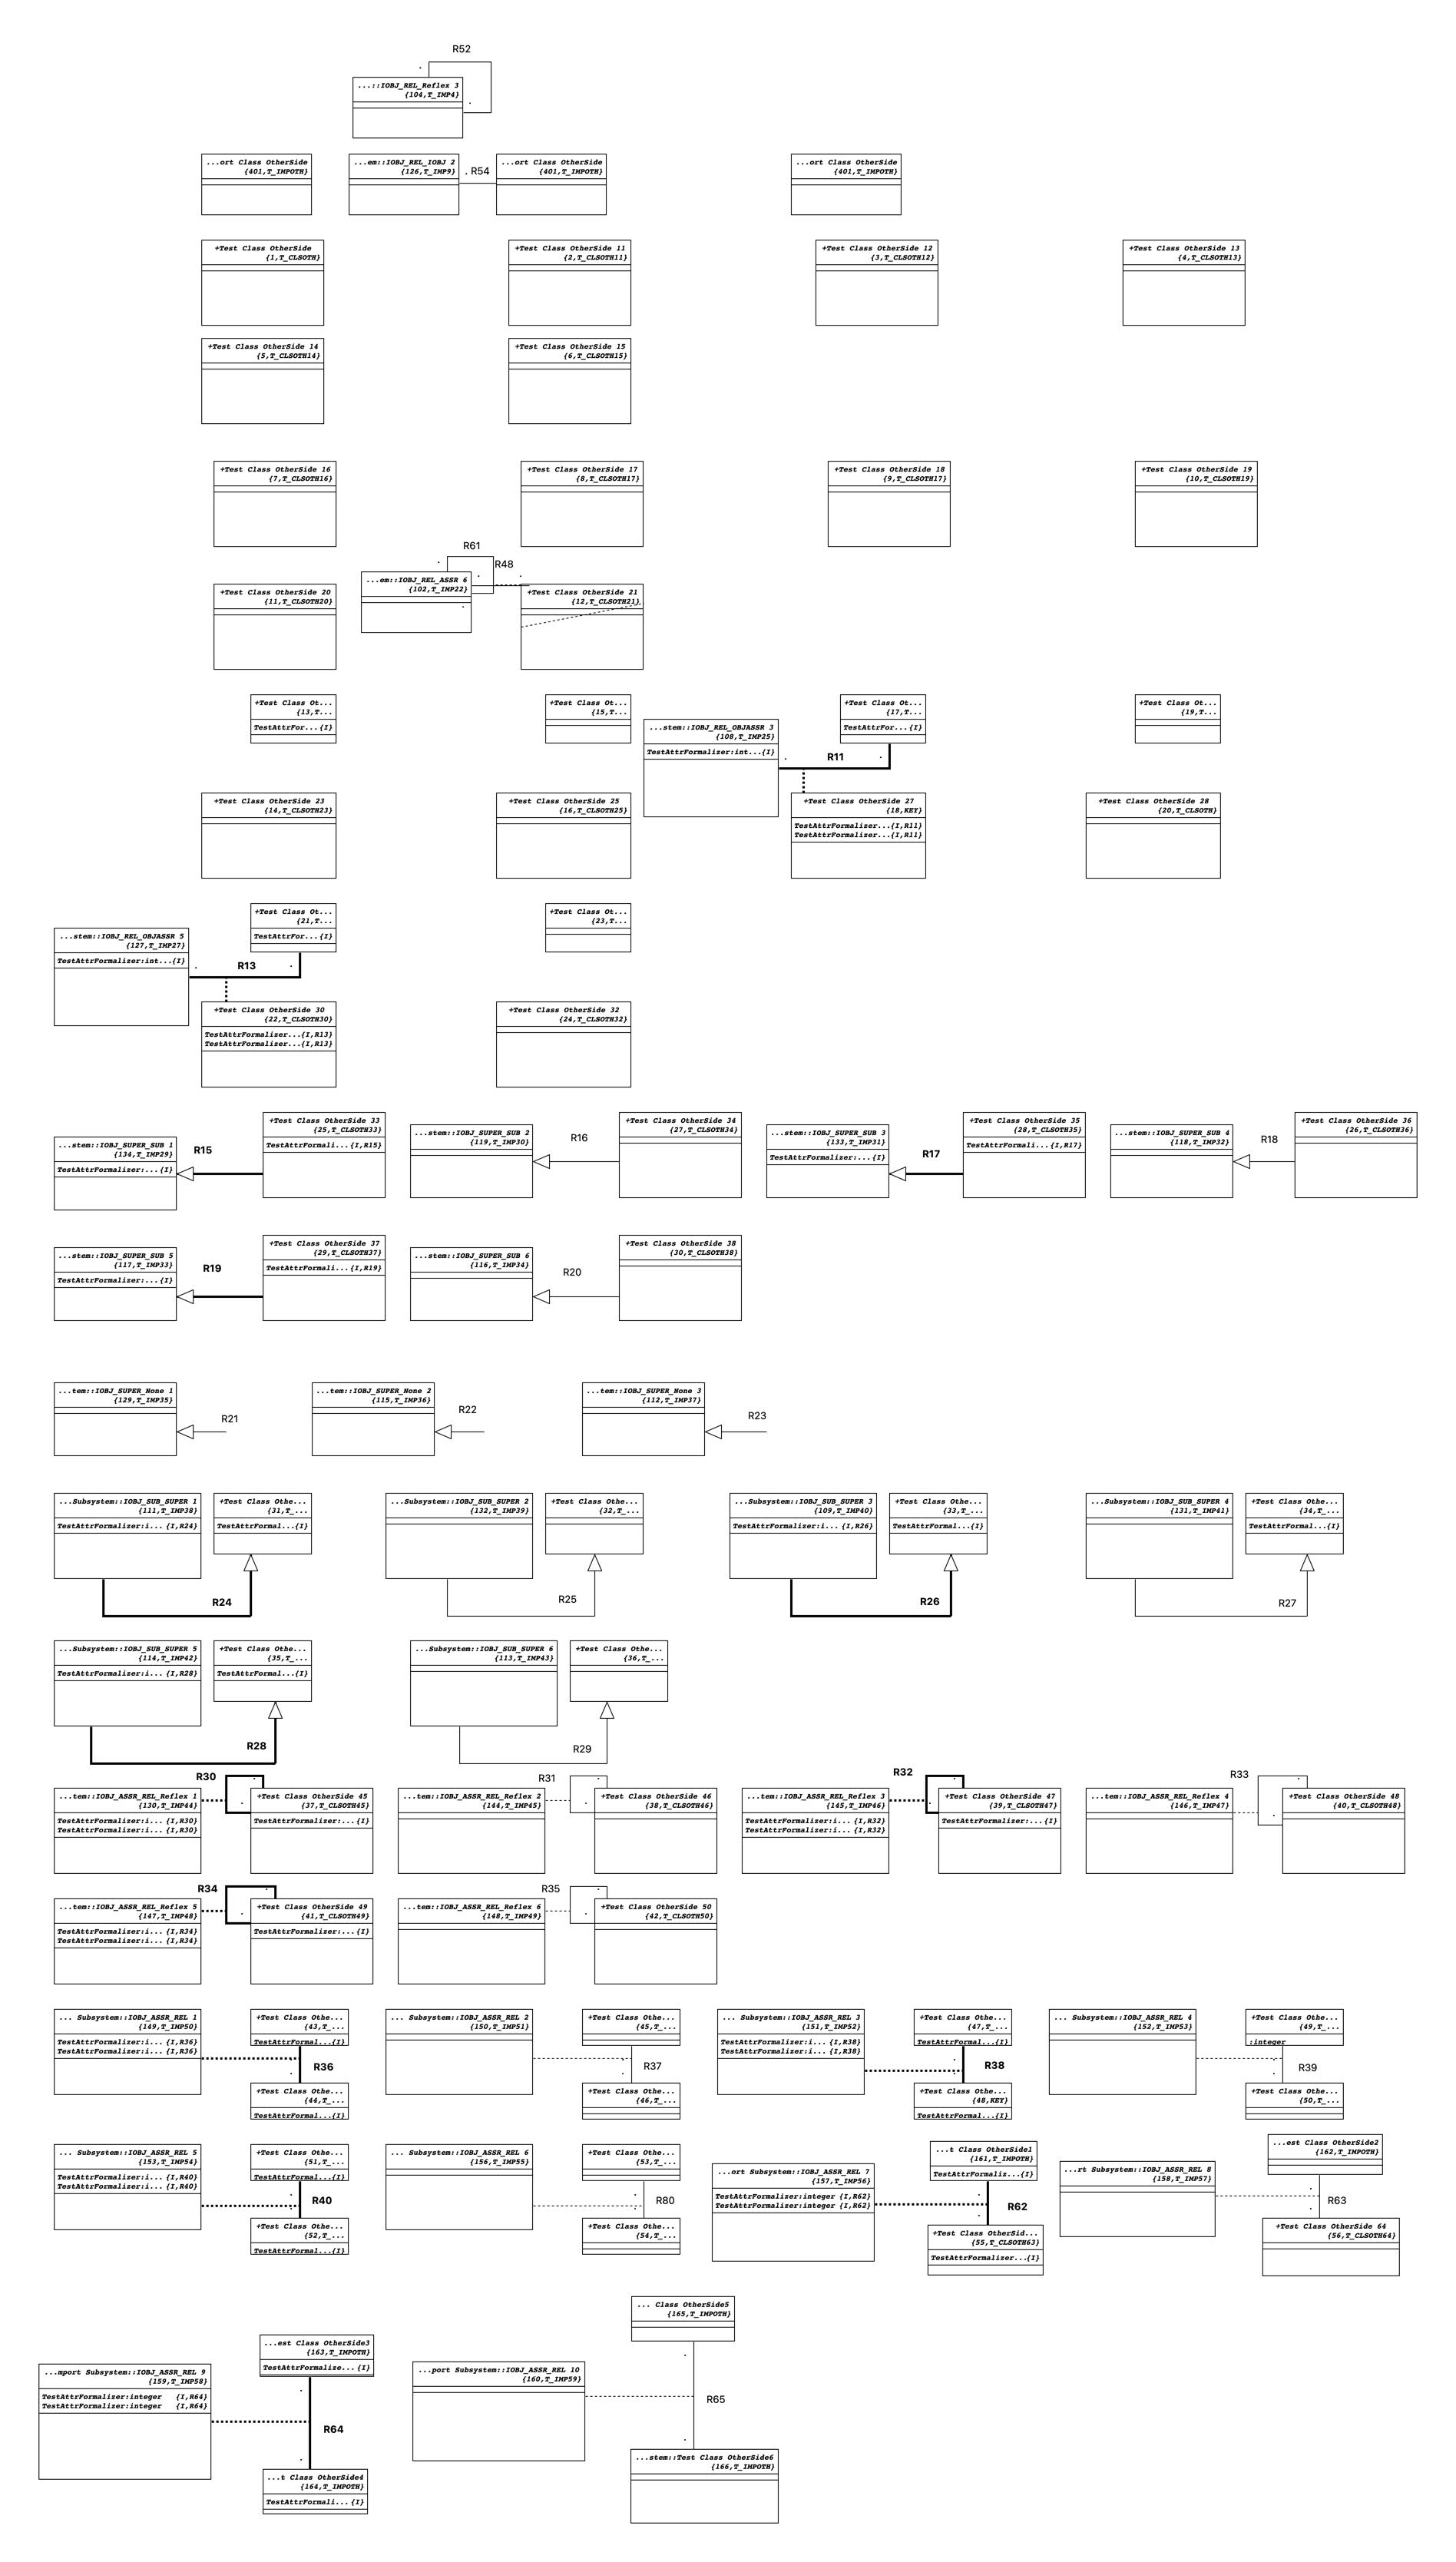 R52
...::IOBJ_REL_Reflex 3
{104,T_IMP4}
...ort Class OtherSide
{401,T_IMPOTH}
...em::IOBJ_REL_IOBJ 2
{126,T_IMP9}
R54
...ort Class OtherSide
{401,T_IMPOTH}
...ort Class OtherSide
{401,T_IMPOTH}
+Test Class OtherSide
{1,T_CLSOTH}
+Test Class OtherSide 11
{2,T_CLSOTH11}
+Test Class OtherSide 12
{3,T_CLSOTH12}
+Test Class OtherSide 13
{4,T_CLSOTH13}
+Test Class OtherSide 14
{5,T_CLSOTH14}
+Test Class OtherSide 15
{6,T_CLSOTH15}
+Test Class OtherSide 16
{7,T_CLSOTH16}
+Test Class OtherSide 17
{8,T_CLSOTH17}
+Test Class OtherSide 18
{9,T_CLSOTH17}
+Test Class OtherSide 19
{10,T_CLSOTH19}
R61
R48
...em::IOBJ_REL_ASSR 6
{102,T_IMP22}
+Test Class OtherSide 20
{11,T_CLSOTH20}
+Test Class OtherSide 21
{12,T_CLSOTH21}
+Test Class Ot...
{13,T...
TestAttrFor...{I}
+Test Class Ot...
{15,T...
...stem::IOBJ_REL_OBJASSR 3
{108,T_IMP25}
TestAttrFormalizer:int...{I}
+Test Class Ot...
{17,T...
TestAttrFor...{I}
R11
+Test Class Ot...
{19,T...
+Test Class OtherSide 23
{14,T_CLSOTH23}
+Test Class OtherSide 25
{16,T_CLSOTH25}
+Test Class OtherSide 27
{18,KEY}
TestAttrFormalizer...{I,R11}
TestAttrFormalizer...{I,R11}
+Test Class OtherSide 28
{20,T_CLSOTH}
+Test Class Ot...
{21,T...
TestAttrFor...{I}
+Test Class Ot...
{23,T...
...stem::IOBJ_REL_OBJASSR 5
{127,T_IMP27}
TestAttrFormalizer:int...{I}
R13
+Test Class OtherSide 30
{22,T_CLSOTH30}
TestAttrFormalizer...{I,R13}
TestAttrFormalizer...{I,R13}
+Test Class OtherSide 32
{24,T_CLSOTH32}
...stem::IOBJ_SUPER_SUB 1
{134,T_IMP29}
TestAttrFormalizer:...{I}
R15
+Test Class OtherSide 33
{25,T_CLSOTH33}
TestAttrFormali...{I,R15}
...stem::IOBJ_SUPER_SUB 2
{119,T_IMP30}
R16
+Test Class OtherSide 34
{27,T_CLSOTH34}
...stem::IOBJ_SUPER_SUB 3
{133,T_IMP31}
TestAttrFormalizer:...{I}
R17
+Test Class OtherSide 35
{28,T_CLSOTH35}
TestAttrFormali...{I,R17}
...stem::IOBJ_SUPER_SUB 4
{118,T_IMP32}
R18
+Test Class OtherSide 36
{26,T_CLSOTH36}
...stem::IOBJ_SUPER_SUB 5
{117,T_IMP33}
TestAttrFormalizer:...{I}
R19
+Test Class OtherSide 37
{29,T_CLSOTH37}
TestAttrFormali...{I,R19}
...stem::IOBJ_SUPER_SUB 6
{116,T_IMP34}
R20
+Test Class OtherSide 38
{30,T_CLSOTH38}
...tem::IOBJ_SUPER_None 1
{129,T_IMP35}
R21
...tem::IOBJ_SUPER_None 2
{115,T_IMP36}
R22
...tem::IOBJ_SUPER_None 3
{112,T_IMP37}
R23
...Subsystem::IOBJ_SUB_SUPER 1
{111,T_IMP38}
TestAttrFormalizer:i... {I,R24}
+Test Class Othe...
{31,T_...
TestAttrFormal...{I}
R24
...Subsystem::IOBJ_SUB_SUPER 2
{132,T_IMP39}
+Test Class Othe...
{32,T_...
R25
...Subsystem::IOBJ_SUB_SUPER 3
{109,T_IMP40}
TestAttrFormalizer:i... {I,R26}
+Test Class Othe...
{33,T_...
TestAttrFormal...{I}
R26
...Subsystem::IOBJ_SUB_SUPER 4
{131,T_IMP41}
+Test Class Othe...
{34,T_...
TestAttrFormal...{I}
R27
...Subsystem::IOBJ_SUB_SUPER 5
{114,T_IMP42}
TestAttrFormalizer:i... {I,R28}
+Test Class Othe...
{35,T_...
TestAttrFormal...{I}
R28
...Subsystem::IOBJ_SUB_SUPER 6
{113,T_IMP43}
+Test Class Othe...
{36,T_...
R29
R30
...tem::IOBJ_ASSR_REL_Reflex 1
{130,T_IMP44}
TestAttrFormalizer:i... {I,R30}
TestAttrFormalizer:i... {I,R30}
+Test Class OtherSide 45
{37,T_CLSOTH45}
TestAttrFormalizer:...{I}
R31
...tem::IOBJ_ASSR_REL_Reflex 2
{144,T_IMP45}
+Test Class OtherSide 46
{38,T_CLSOTH46}
R32
...tem::IOBJ_ASSR_REL_Reflex 3
{145,T_IMP46}
TestAttrFormalizer:i... {I,R32}
TestAttrFormalizer:i... {I,R32}
+Test Class OtherSide 47
{39,T_CLSOTH47}
TestAttrFormalizer:...{I}
R33
...tem::IOBJ_ASSR_REL_Reflex 4
{146,T_IMP47}
+Test Class OtherSide 48
{40,T_CLSOTH48}
R34
...tem::IOBJ_ASSR_REL_Reflex 5
{147,T_IMP48}
TestAttrFormalizer:i... {I,R34}
TestAttrFormalizer:i... {I,R34}
+Test Class OtherSide 49
{41,T_CLSOTH49}
TestAttrFormalizer:...{I}
R35
...tem::IOBJ_ASSR_REL_Reflex 6
{148,T_IMP49}
+Test Class OtherSide 50
{42,T_CLSOTH50}
... Subsystem::IOBJ_ASSR_REL 1
{149,T_IMP50}
TestAttrFormalizer:i... {I,R36}
TestAttrFormalizer:i... {I,R36}
+Test Class Othe...
{43,T_...
TestAttrFormal...{I}
R36
+Test Class Othe...
{44,T_...
TestAttrFormal...{I}
... Subsystem::IOBJ_ASSR_REL 2
{150,T_IMP51}
+Test Class Othe...
{45,T_...
R37
+Test Class Othe...
{46,T_...
... Subsystem::IOBJ_ASSR_REL 3
{151,T_IMP52}
TestAttrFormalizer:i... {I,R38}
TestAttrFormalizer:i... {I,R38}
+Test Class Othe...
{47,T_...
TestAttrFormal...{I}
R38
+Test Class Othe...
{48,KEY}
TestAttrFormal...{I}
... Subsystem::IOBJ_ASSR_REL 4
{152,T_IMP53}
+Test Class Othe...
{49,T_...
:integer
R39
+Test Class Othe...
{50,T_...
... Subsystem::IOBJ_ASSR_REL 5
{153,T_IMP54}
TestAttrFormalizer:i... {I,R40}
TestAttrFormalizer:i... {I,R40}
+Test Class Othe...
{51,T_...
TestAttrFormal...{I}
R40
+Test Class Othe...
{52,T_...
TestAttrFormal...{I}
... Subsystem::IOBJ_ASSR_REL 6
{156,T_IMP55}
+Test Class Othe...
{53,T_...
R80
+Test Class Othe...
{54,T_...
...ort Subsystem::IOBJ_ASSR_REL 7
{157,T_IMP56}
TestAttrFormalizer:integer {I,R62}
TestAttrFormalizer:integer {I,R62}
...t Class OtherSide1
{161,T_IMPOTH}
TestAttrFormaliz...{I}
R62
+Test Class OtherSid...
{55,T_CLSOTH63}
TestAttrFormalizer...{I}
...rt Subsystem::IOBJ_ASSR_REL 8
{158,T_IMP57}
...est Class OtherSide2
{162,T_IMPOTH}
R63
+Test Class OtherSide 64
{56,T_CLSOTH64}
...mport Subsystem::IOBJ_ASSR_REL 9
{159,T_IMP58}
TestAttrFormalizer:integer {I,R64}
TestAttrFormalizer:integer {I,R64}
...est Class OtherSide3
{163,T_IMPOTH}
TestAttrFormalize... {I}
R64
...t Class OtherSide4
{164,T_IMPOTH}
TestAttrFormali... {I}
...port Subsystem::IOBJ_ASSR_REL 10
{160,T_IMP59}
... Class OtherSide5
{165,T_IMPOTH}
R65
...stem::Test Class OtherSide6
{166,T_IMPOTH}